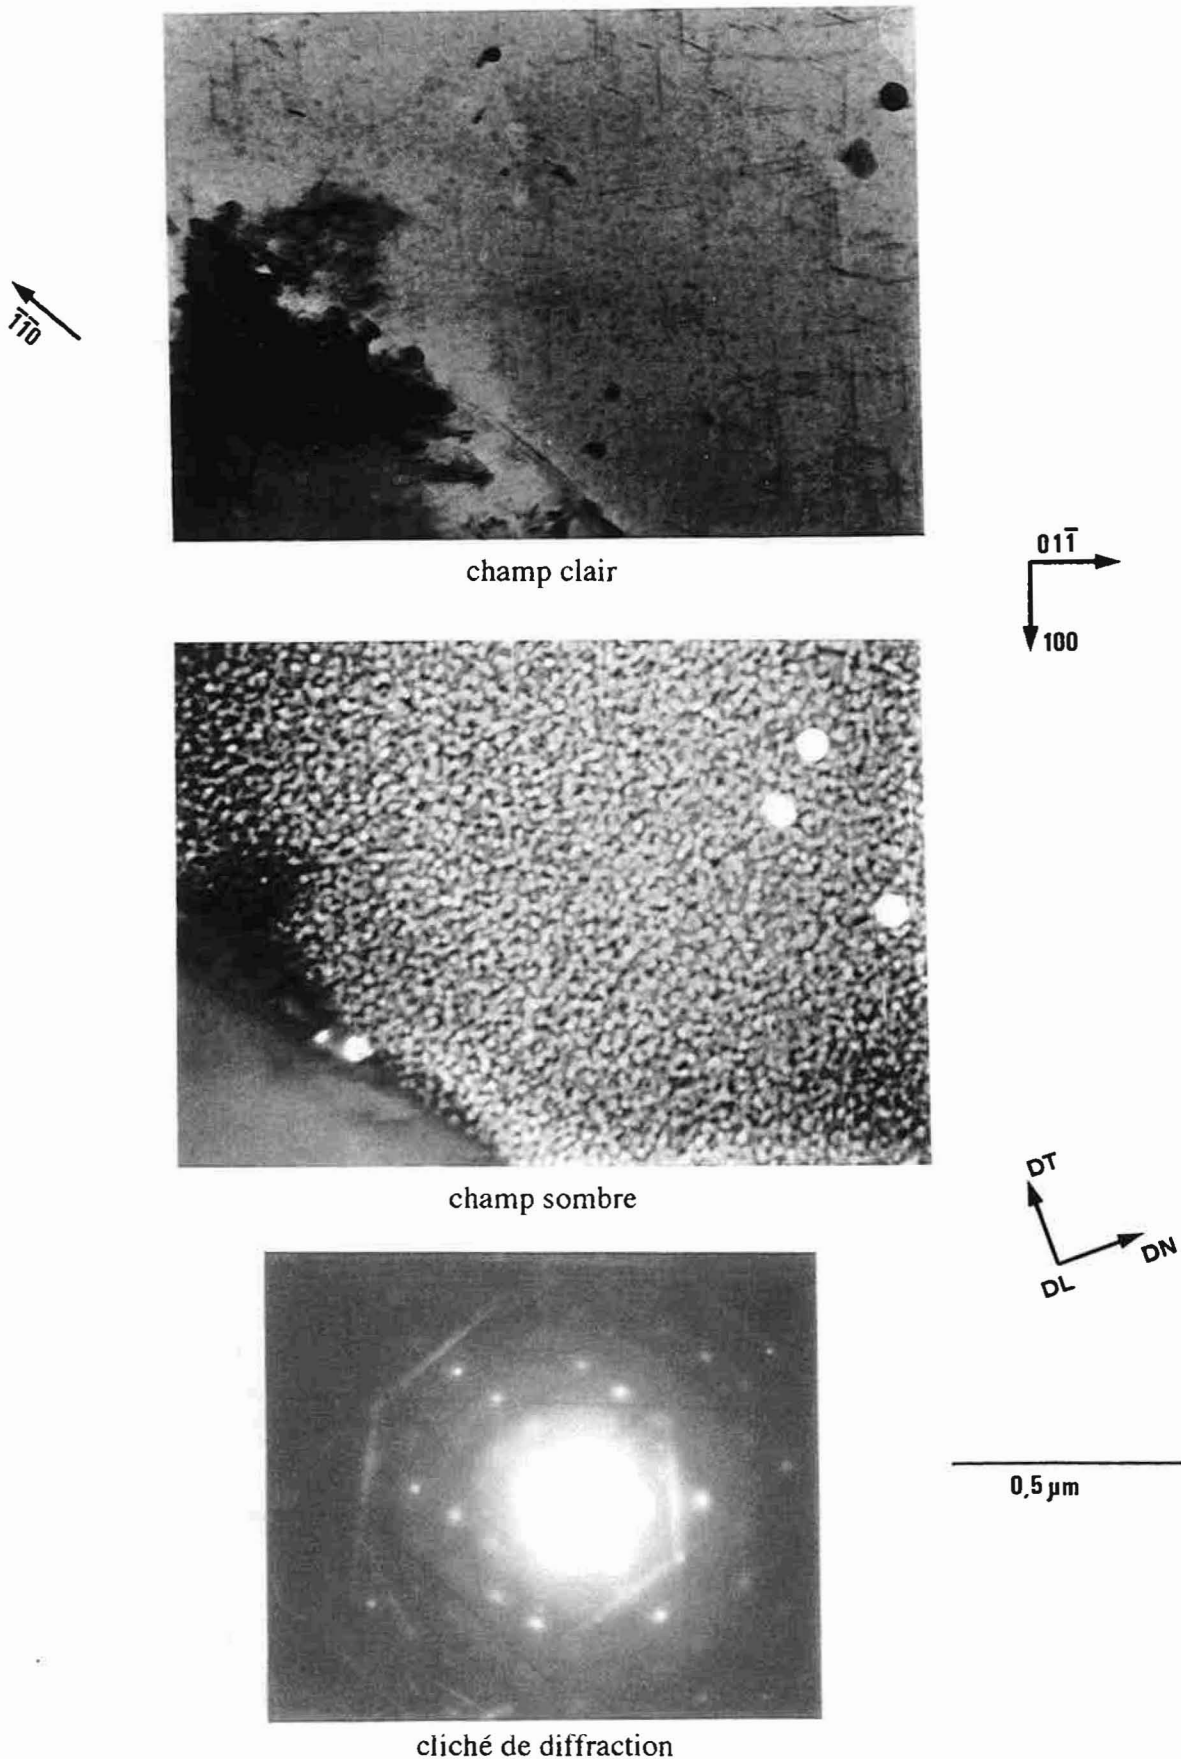 1̅1̅0
champ clair
011̅
100
champ sombre
DT
DN
DL
0,5 µm
cliché de diffraction